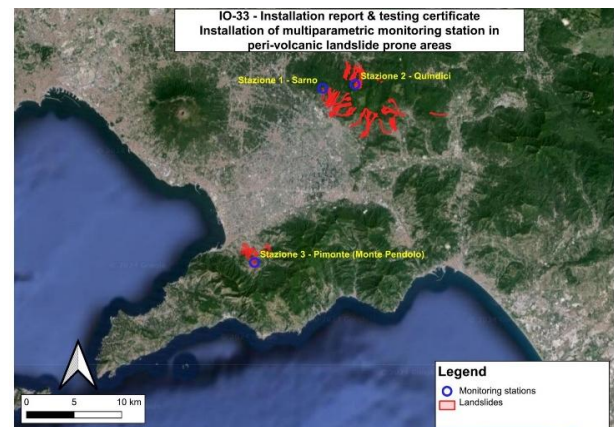 IO-33 - Installation report & testing certificate
Installation of multiparametric monitoring station in
peri-volcanic landslide prone areas
Stazione 1 - Sarno
Stazione 2 - Quindici
Stazione 3 - Pimonte (Monte Pendolo)
0 5 10 km
Legend
Monitoring stations
Landslides